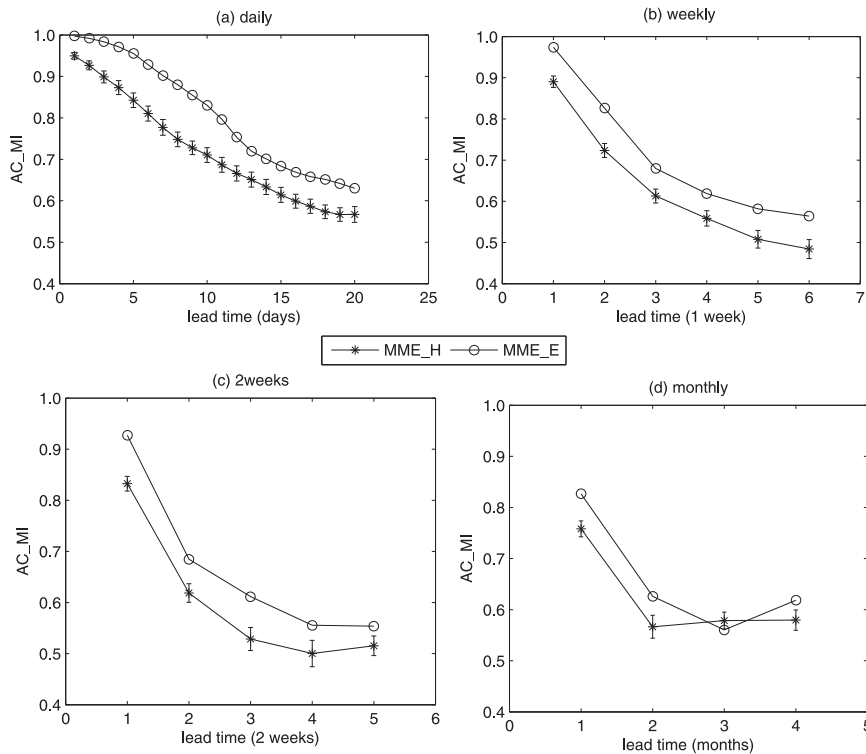 (a) daily
AC_MI
1.0
0.9
0.8
0.7
0.6
0.5
0.4
0 5 10 15 20 25
lead time (days)
(b) weekly
AC_MI
1.0
0.9
0.8
0.7
0.6
0.5
0.4
0 1 2 3 4 5 6 7
lead time (1 week)
MME_H MME_E
(c) 2weeks
AC_MI
1.0
0.9
0.8
0.7
0.6
0.5
0.4
0 1 2 3 4 5 6
lead time (2 weeks)
(d) monthly
AC_MI
1.0
0.9
0.8
0.7
0.6
0.5
0.4
0 1 2 3 4 5
lead time (months)